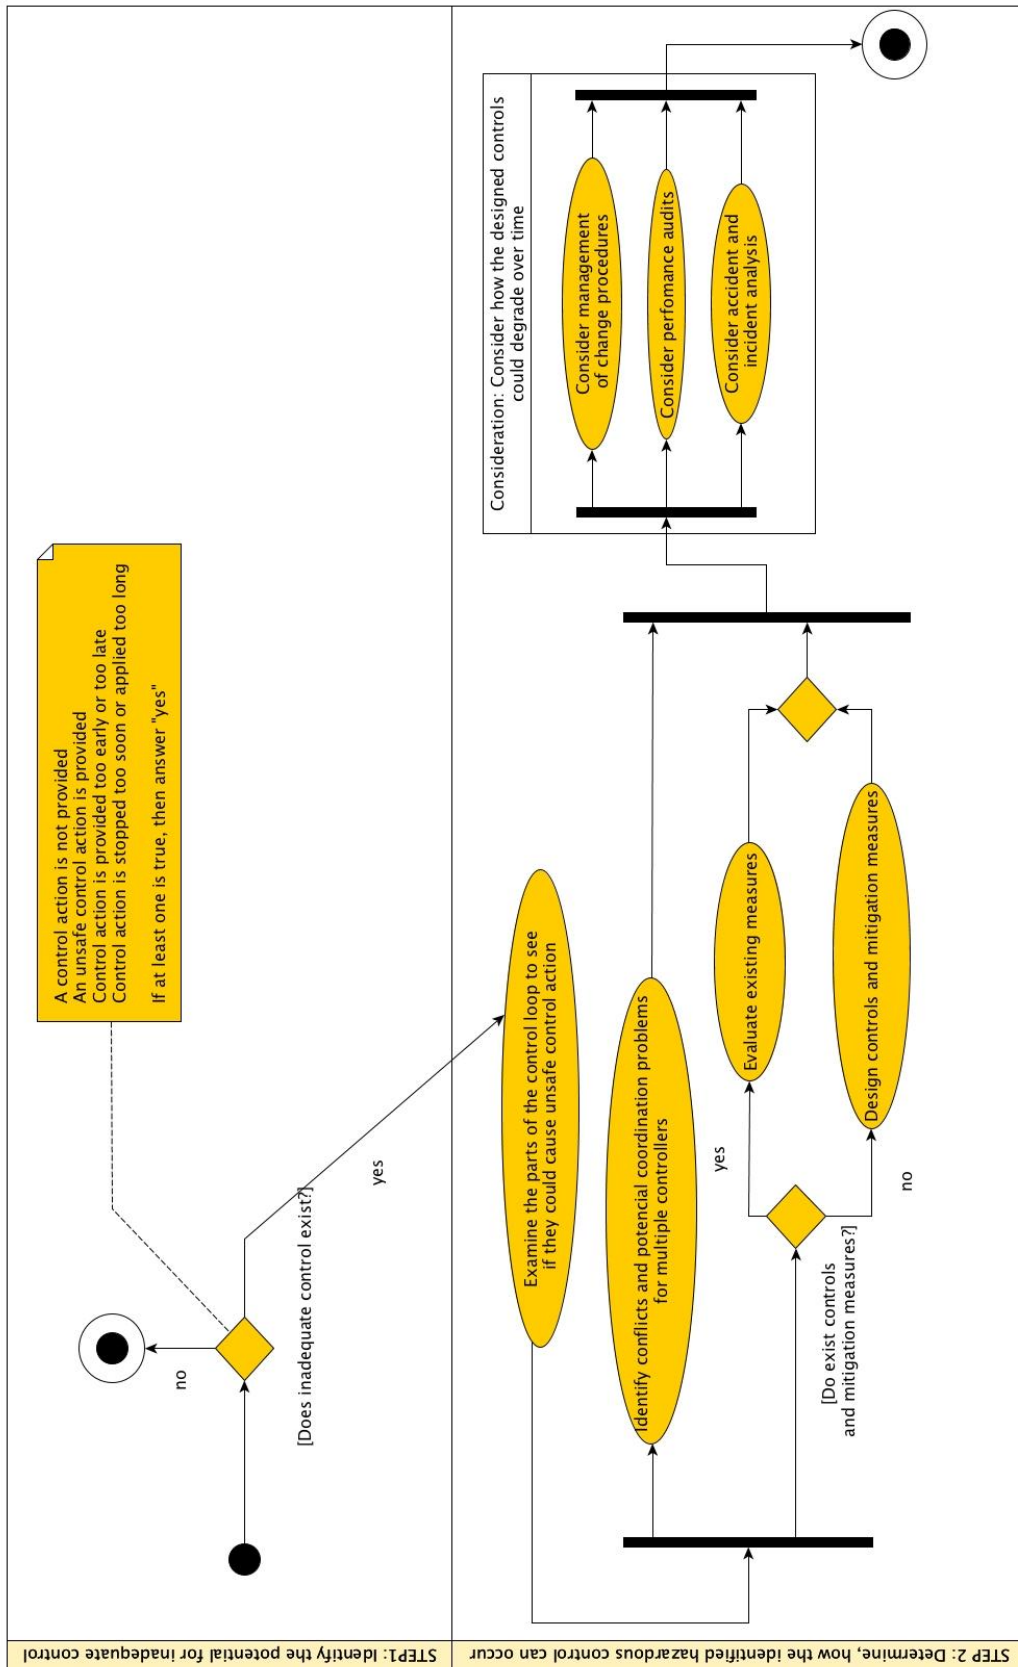 STEP1: Identify the potential for inadequate control
A control action is not provided
An unsafe control action is provided
Control action is provided too early or too late
Control action is stopped too soon or applied too long
If at least one is true, then answer "yes"
no
[Does inadequate control exist?]
yes
STEP 2: Determine, how the identified hazardous control can occur
Examine the parts of the control loop to see
if they could cause unsafe control action
Identify conflicts and potencial coordination problems
for multiple controllers
[Do exist controls
and mitigation measures?]
yes
no
Evaluate existing measures
Design controls and mitigation measures
Consideration: Consider how the designed controls
could degrade over time
Consider management
of change procedures
Consider perfomance audits
Consider accident and
incident analysis